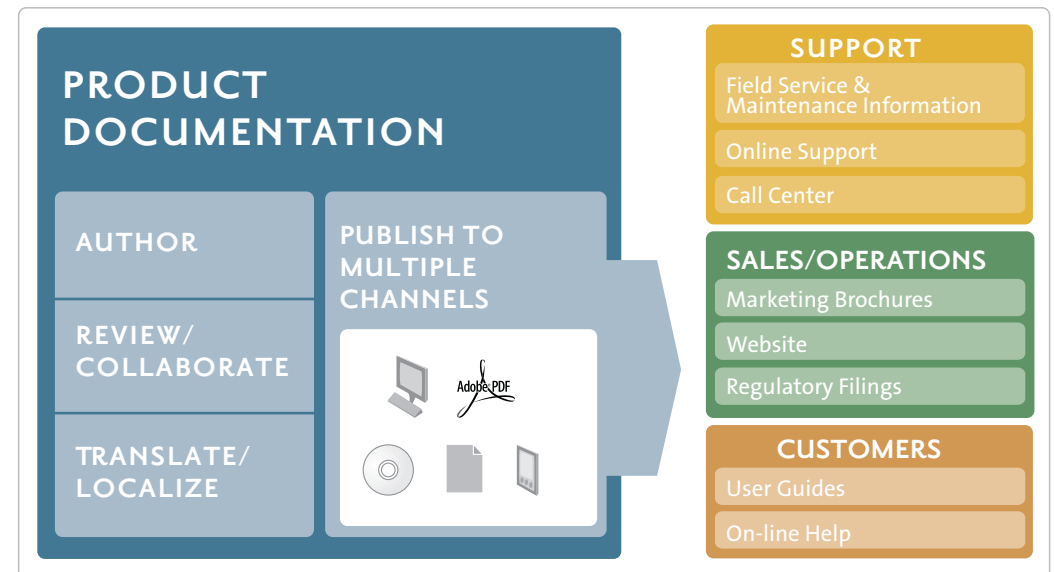 PRODUCT
DOCUMENTATION
AUTHOR
REVIEW/
COLLABORATE
TRANSLATE/
LOCALIZE
PUBLISH TO
MULTIPLE
CHANNELS
Adobe PDF
SUPPORT
Field Service &
Maintenance Information
Online Support
Call Center
SALES/OPERATIONS
Marketing Brochures
Website
Regulatory Filings
CUSTOMERS
User Guides
On-line Help